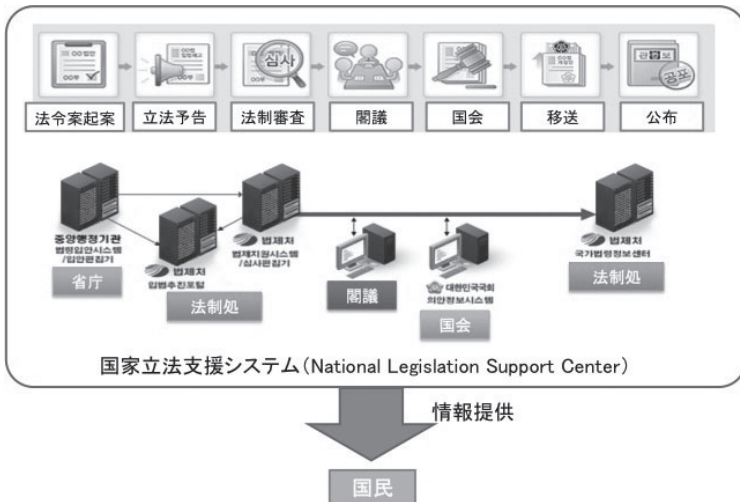 심사
관보
공포
法令案起案
立法予告
法制審査
閣議
国会
移送
公布
중앙행정기관
법령입안시스템
/입안편집기
省庁
법제처
입법추진포털
法制処
법제처
법제지원시스템
/심사편집기
閣議
대한민국국회
의안정보시스템
国会
법제처
국가법령정보센터
法制処
国家立法支援システム(National Legislation Support Center)
情報提供
国民